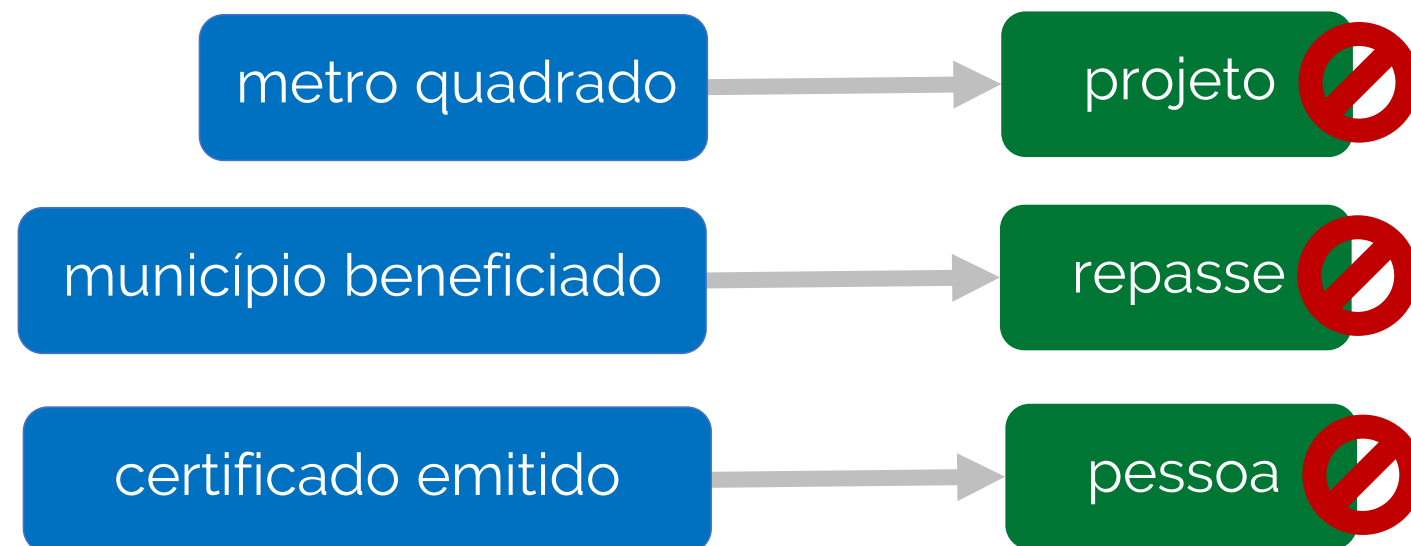 metro quadrado
projeto
município beneficiado
repasse
certificado emitido
pessoa